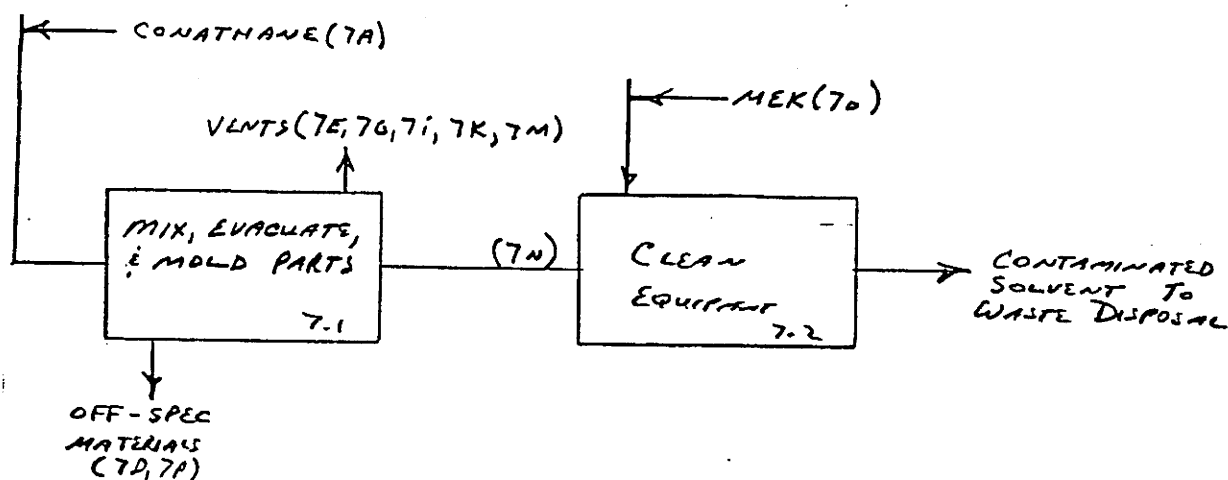 CONATHANE (7A)
MEK (7O)
VENTS (7E, 7G, 7i, 7K, 7M)
MIX, EVACUATE,
& MOLD PARTS
7.1
(7N)
CLEAN
EQUIPMNT
7.2
CONTAMINATED
SOLVENT TO
WASTE DISPOSAL
OFF-SPEC
MATERIALS
(7D, 7P)